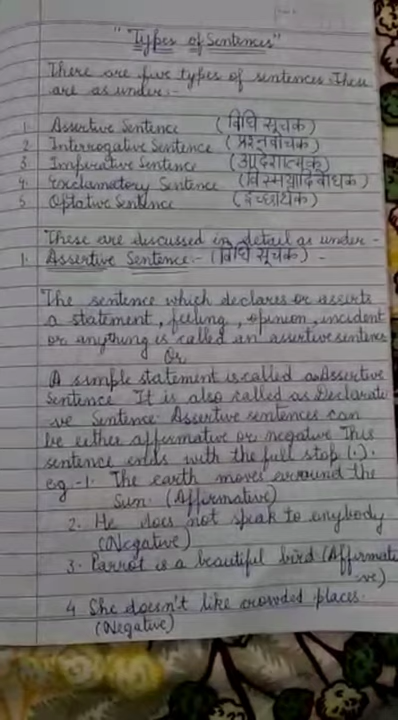 "Types of Sentences"
There are five types of sentences. These
are as under:-
1. Assertive Sentence (विधि सूचक)
2. Interrogative Sentence (प्रश्नवाचक)
3. Imperative Sentence (आदेशात्मक)
4. Exclamatory Sentence (विस्मयादिबोधक)
5. Optative Sentence (इच्छार्थक)
These are discussed in detail as under -
1. Assertive Sentence:- (विधि सूचक) -
The sentence which declares or asserts
a statement, feeling, opinion, incident
or anything is called an assertive sentence
Or
A simple statement is called as Assertive
Sentence. It is also called as Declarati
ve Sentence. Assertive sentences can
be either affirmative or negative This
sentence ends with the full stop (.).
eg:-1. The earth moves arround the
Sun. (Affirmative)
2. He does not speak to anybody
(Negative)
3. Parrot is a beautiful bird (Affirmati
ve)
4. She doesn't like crowded places.
(Negative)